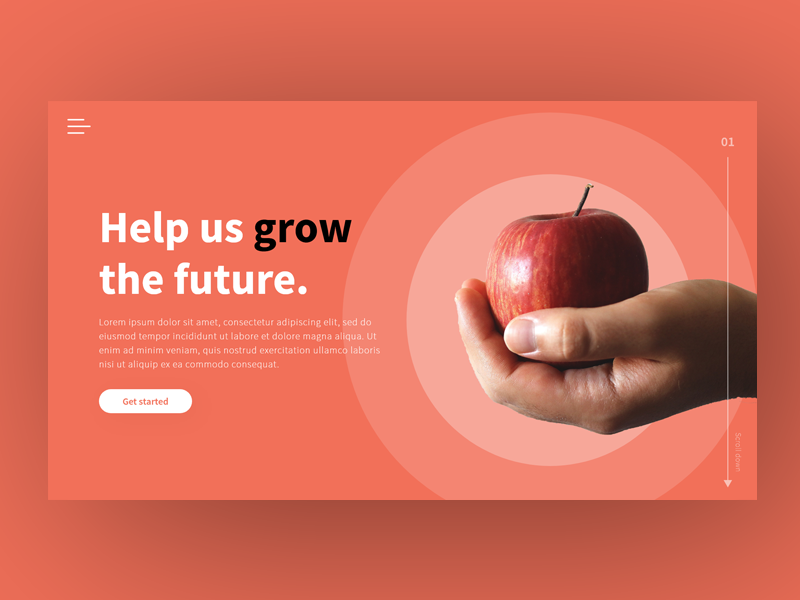 01
Help us grow
the future.
Lorem ipsum dolor sit amet, consectetur adipiscing elit, sed do
eiusmod tempor incididunt ut labore et dolore magna aliqua. Ut
enim ad minim veniam, quis nostrud exercitation ullamco laboris
nisi ut aliquip ex ea commodo consequat.
Get started
Scroll down